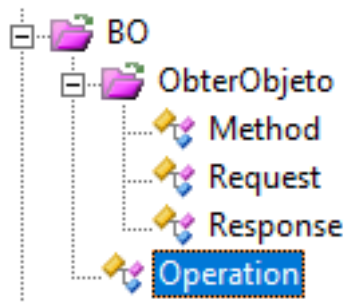 BO
ObterObjeto
Method
Request
Response
Operation